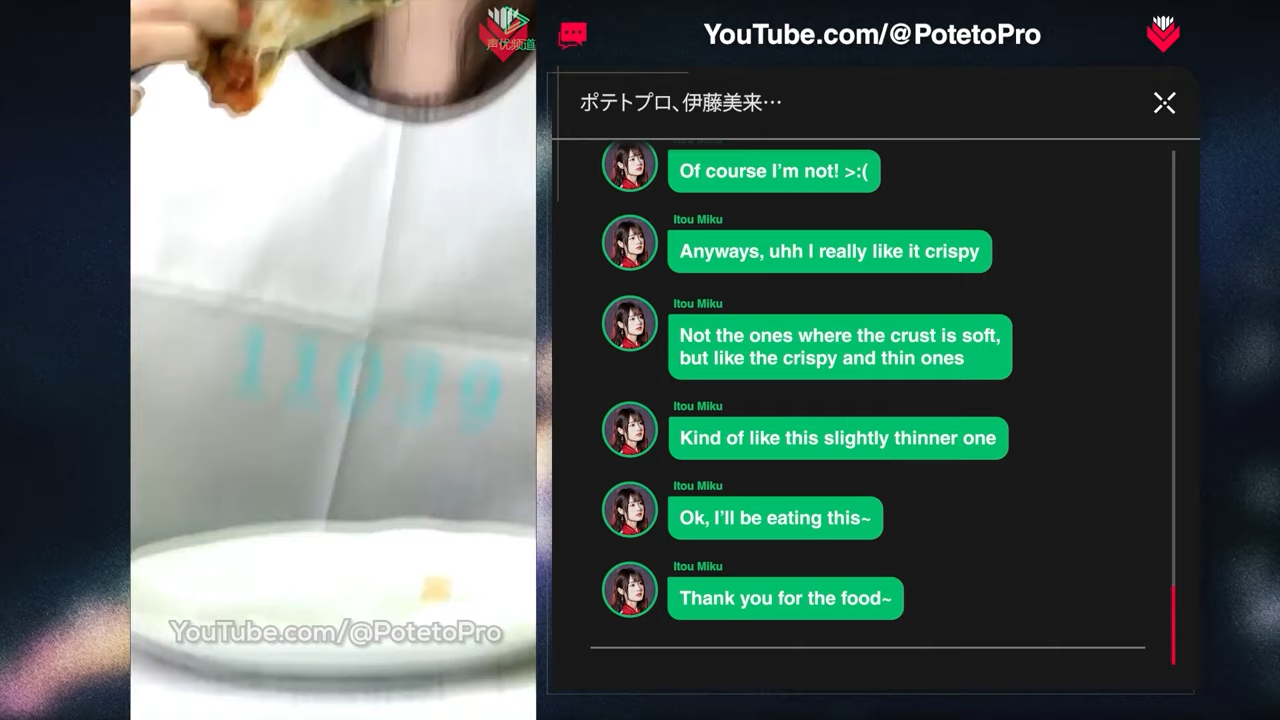 声优频道
YouTube.com/@PotetoPro
ポテトプロ、伊藤美来…
Of course I'm not! >:(
Itou Miku
Anyways, uhh I really like it crispy
Itou Miku
Not the ones where the crust is soft,
but like the crispy and thin ones
Itou Miku
Kind of like this slightly thinner one
Itou Miku
Ok, I'll be eating this~
Itou Miku
Thank you for the food~
11039
YouTube.com/@PotetoPro